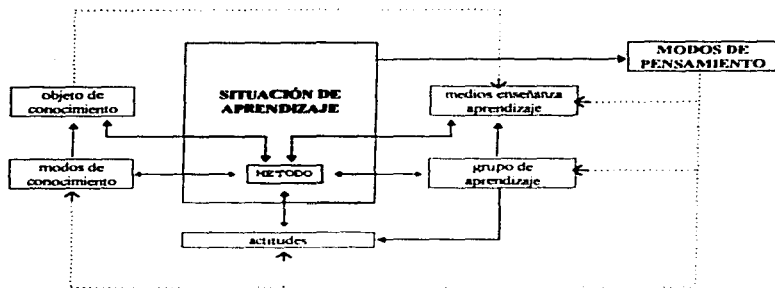 MODOS DE
PENSAMIENTO
objeto de
conocimiento
SITUACIÓN DE
APRENDIZAJE
medios enseñanza
aprendizaje
modos de
conocimiento
METODO
grupo de
aprendizaje
actitudes